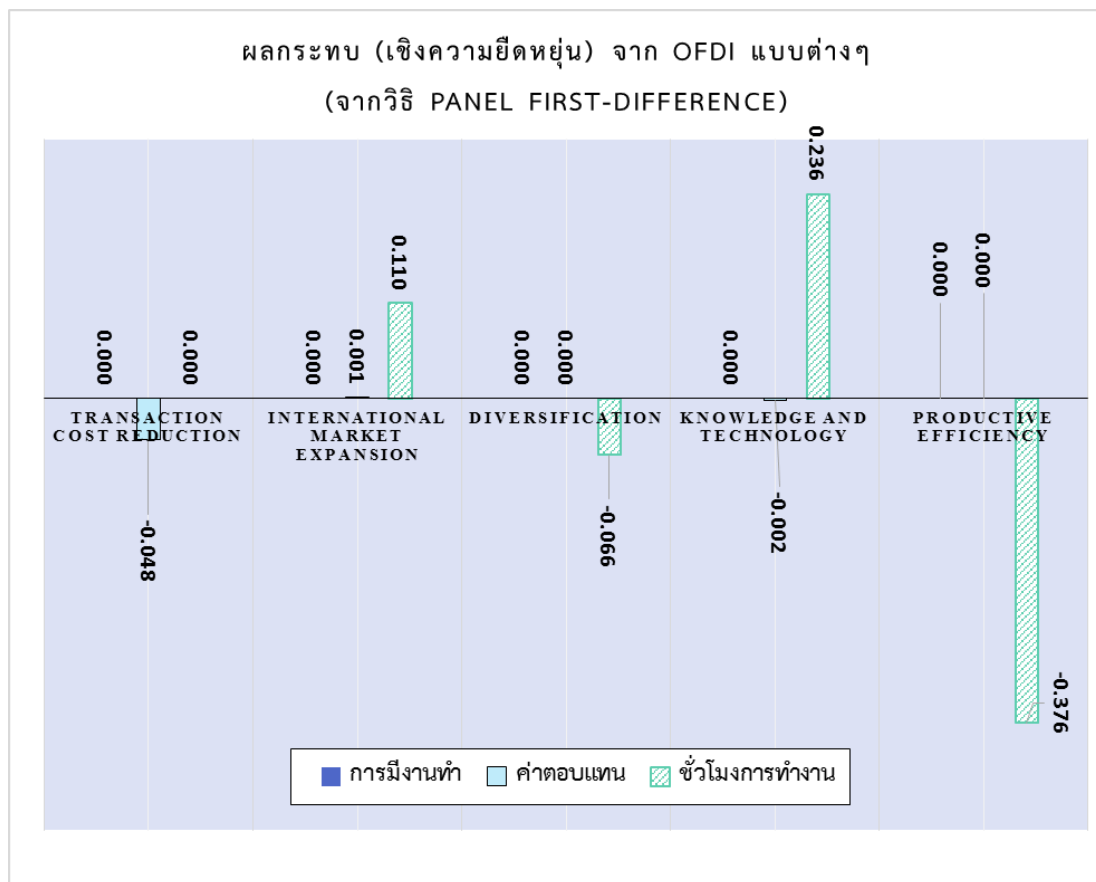 ผลกระทบ (เชิงความยืดหยุ่น) จาก OFDI แบบต่างๆ
(จากวิธี PANEL FIRST-DIFFERENCE)
0.000
-0.048
0.000
0.000
0.001
0.110
0.000
0.000
-0.066
0.000
-0.002
0.236
0.000
0.000
-0.376
TRANSACTION
COST REDUCTION
INTERNATIONAL
MARKET
EXPANSION
DIVERSIFICATION
KNOWLEDGE AND
TECHNOLOGY
PRODUCTIVE
EFFICIENCY
การมีงานทำ
ค่าตอบแทน
ชั่วโมงการทำงาน